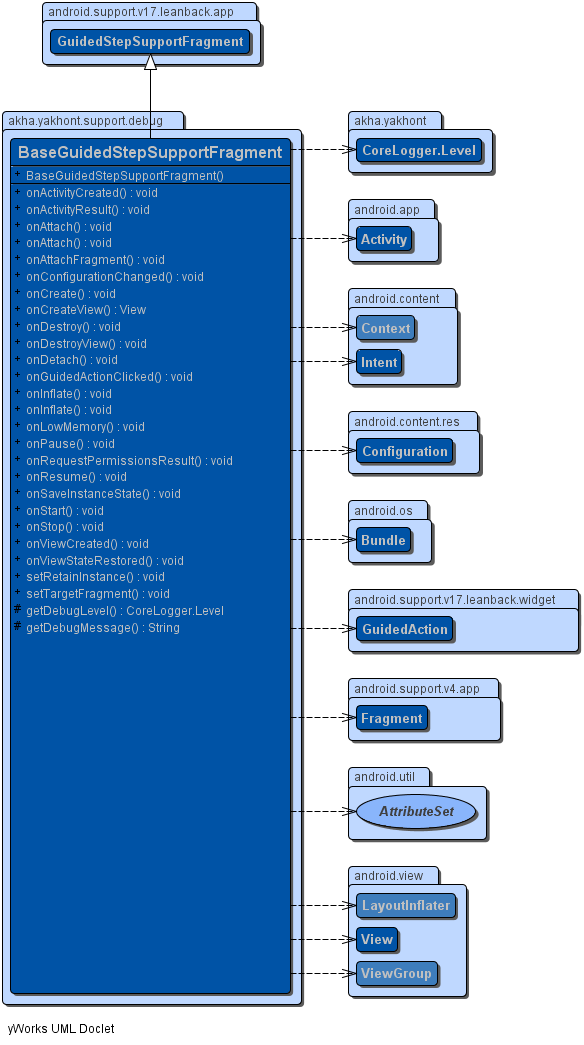 android.support.v17.leanback.app
GuidedStepSupportFragment
akha.yakhont.support.debug
BaseGuidedStepSupportFragment
+ BaseGuidedStepSupportFragment()
+ onActivityCreated() : void
+ onActivityResult() : void
+ onAttach() : void
+ onAttach() : void
+ onAttachFragment() : void
+ onConfigurationChanged() : void
+ onCreate() : void
+ onCreateView() : View
+ onDestroy() : void
+ onDestroyView() : void
+ onDetach() : void
+ onGuidedActionClicked() : void
+ onInflate() : void
+ onInflate() : void
+ onLowMemory() : void
+ onPause() : void
+ onRequestPermissionsResult() : void
+ onResume() : void
+ onSaveInstanceState() : void
+ onStart() : void
+ onStop() : void
+ onViewCreated() : void
+ onViewStateRestored() : void
+ setRetainInstance() : void
+ setTargetFragment() : void
# getDebugLevel() : CoreLogger.Level
# getDebugMessage() : String
akha.yakhont
CoreLogger.Level
android.app
Activity
android.content
Context
Intent
android.content.res
Configuration
android.os
Bundle
android.support.v17.leanback.widget
GuidedAction
android.support.v4.app
Fragment
android.util
AttributeSet
android.view
LayoutInflater
View
ViewGroup
yWorks UML Doclet